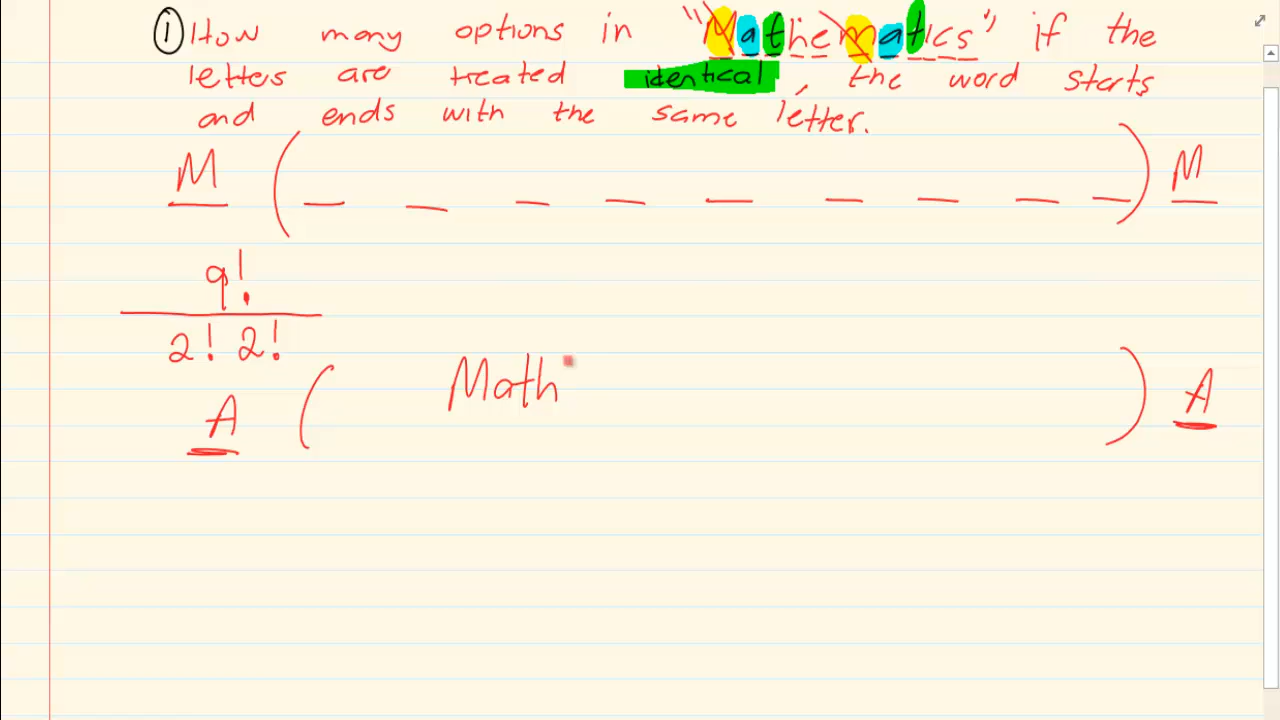 ① How many options in "Mathematics" if the
letters are treated identical, the word starts
and ends with the same letter.
M ( _ _ _ _ _ _ _ _ _ ) M
9!
2! 2!
A ( Math ) A